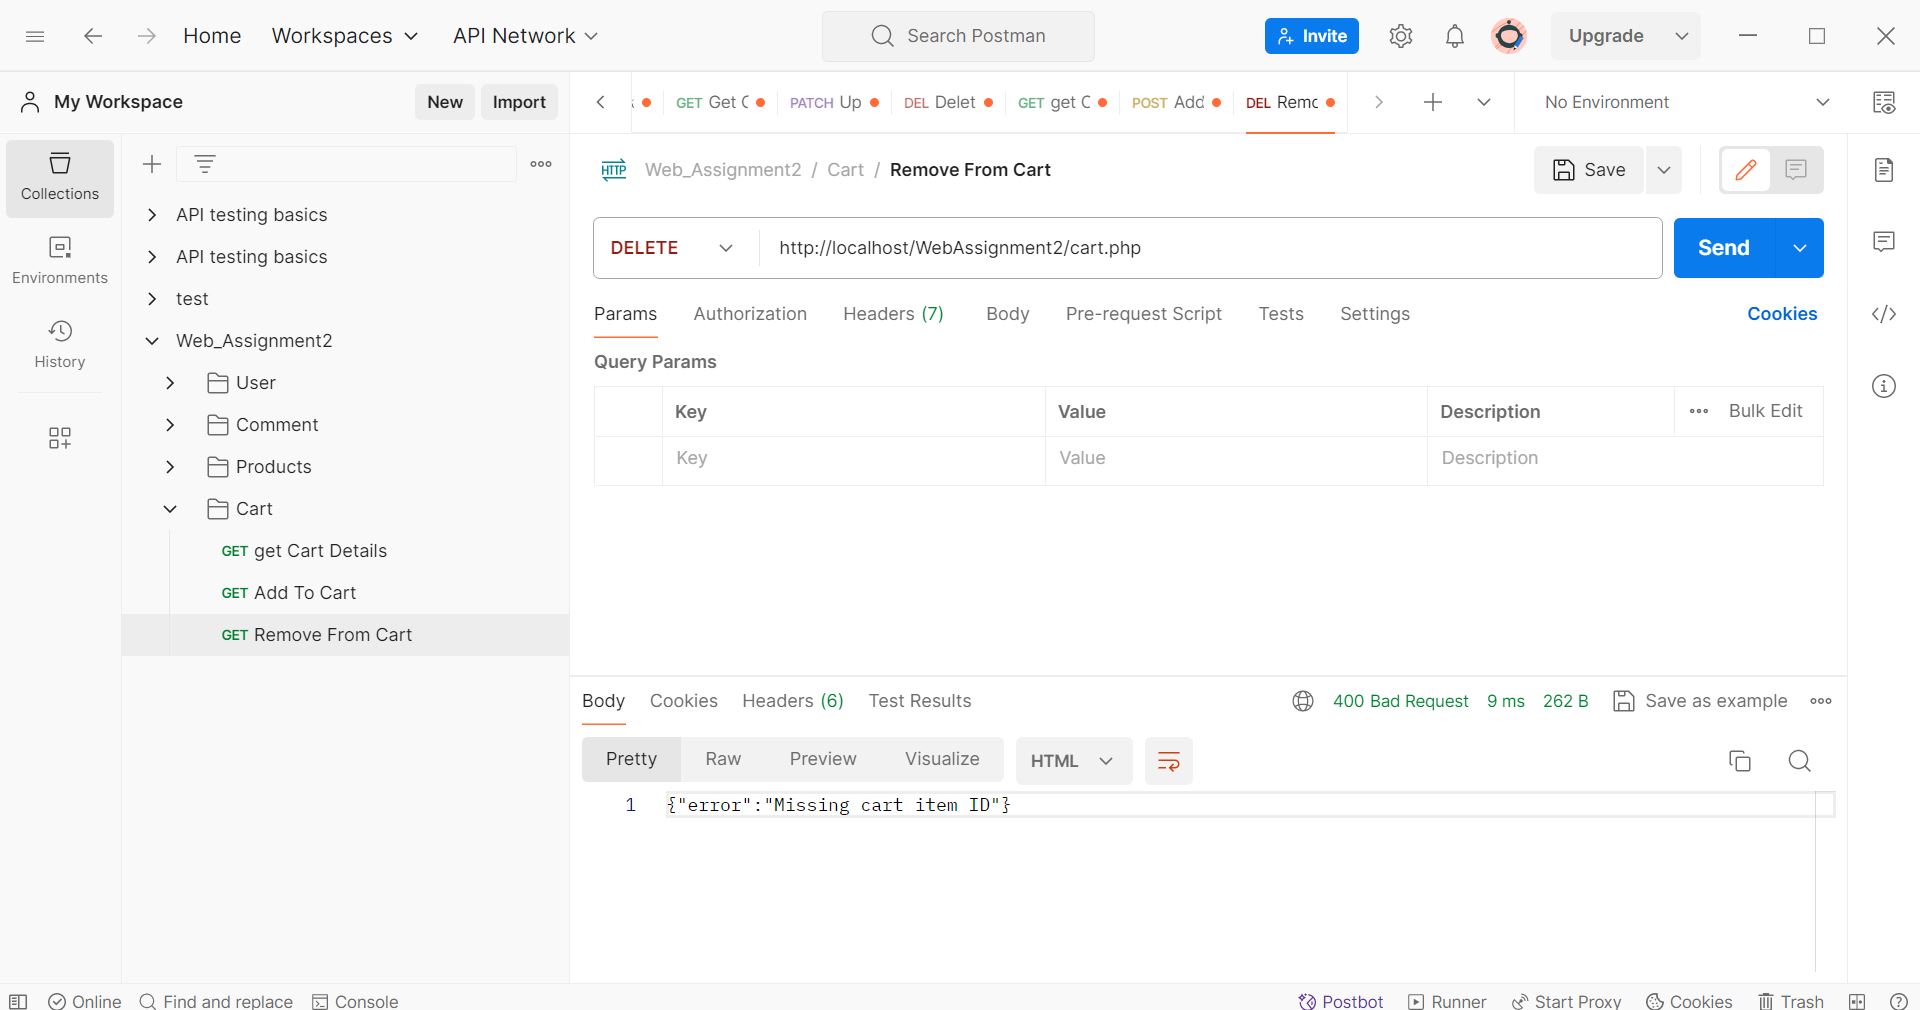 Home Workspaces API Network Search Postman Invite Upgrade
My Workspace New Import GET Get C PATCH Up DEL Delet GET get C POST Add DEL Remc No Environment
Collections
Environments
History
API testing basics
API testing basics
test
Web_Assignment2
User
Comment
Products
Cart
GET get Cart Details
GET Add To Cart
GET Remove From Cart
HTTP Web_Assignment2 / Cart / Remove From Cart Save
DELETE http://localhost/WebAssignment2/cart.php Send
Params Authorization Headers (7) Body Pre-request Script Tests Settings Cookies
Query Params
Key Value Description Bulk Edit
Key Value Description
Body Cookies Headers (6) Test Results 400 Bad Request 9 ms 262 B Save as example
Pretty Raw Preview Visualize HTML
1 {"error":"Missing cart item ID"}
Online Find and replace Console Postbot Runner Start Proxy Cookies Trash